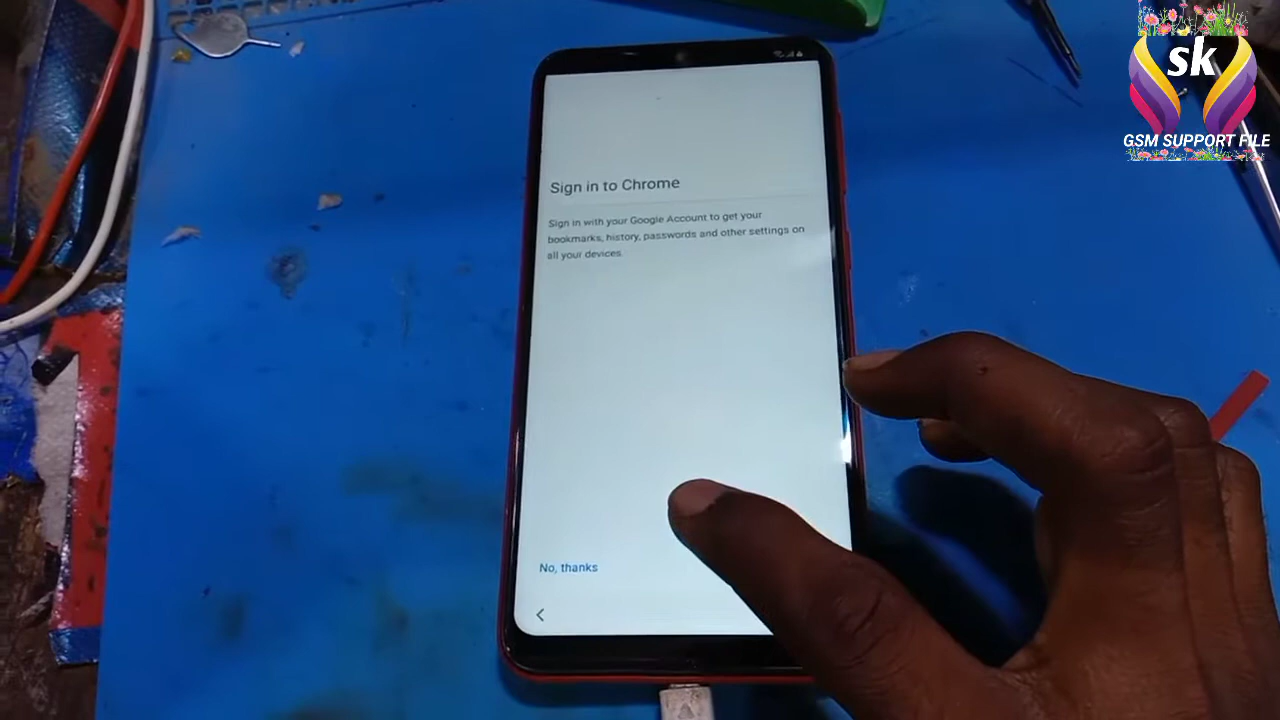 sk
GSM SUPPORT FILE
Sign in to Chrome
Sign in with your Google Account to get your
bookmarks, history, passwords and other settings on
all your devices.
No, thanks